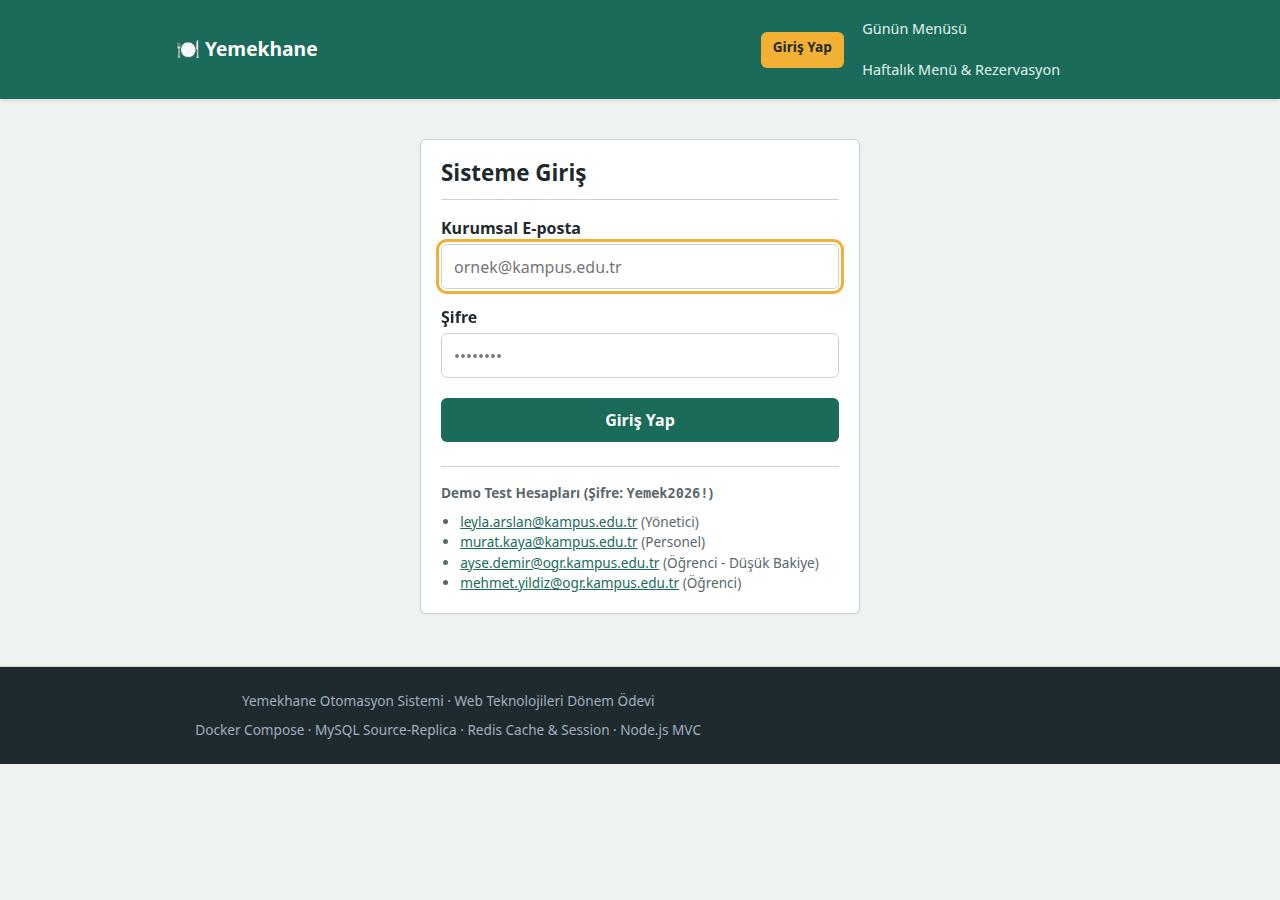 🍽️ Yemekhane
Giriş Yap
Günün Menüsü
Haftalık Menü & Rezervasyon
Sisteme Giriş
Kurumsal E-posta
ornek@kampus.edu.tr
Şifre
••••••••
Giriş Yap
Demo Test Hesapları (Şifre: Yemek2026!)
• leyla.arslan@kampus.edu.tr (Yönetici)
• murat.kaya@kampus.edu.tr (Personel)
• ayse.demir@ogr.kampus.edu.tr (Öğrenci - Düşük Bakiye)
• mehmet.yildiz@ogr.kampus.edu.tr (Öğrenci)
Yemekhane Otomasyon Sistemi · Web Teknolojileri Dönem Ödevi
Docker Compose · MySQL Source-Replica · Redis Cache & Session · Node.js MVC